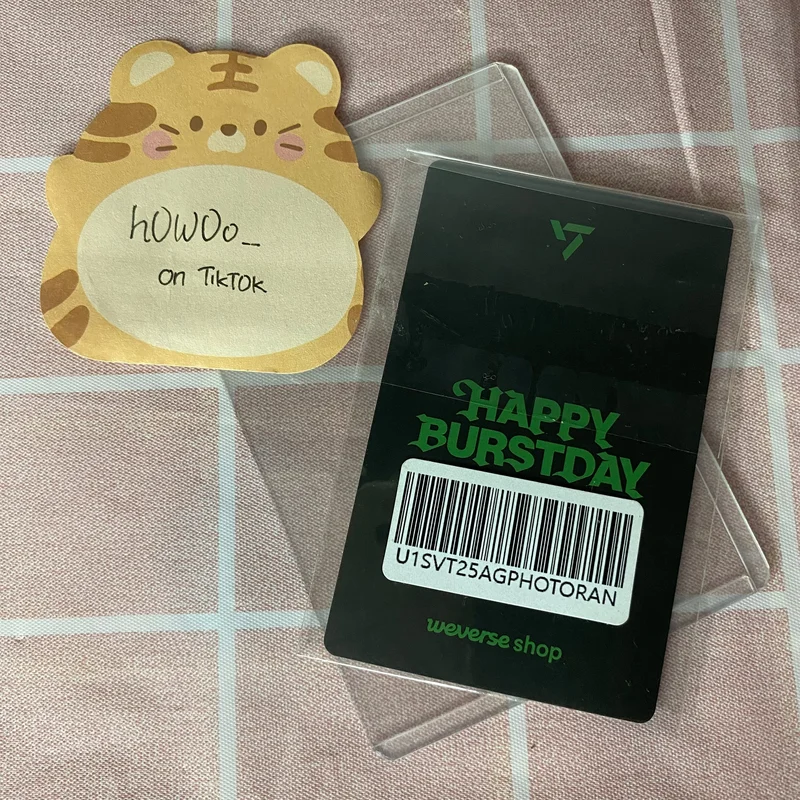 hOWOo_
on TikTok
HAPPY
BURSTDAY
U1SVT25AGPHOTORAN
weverse shop